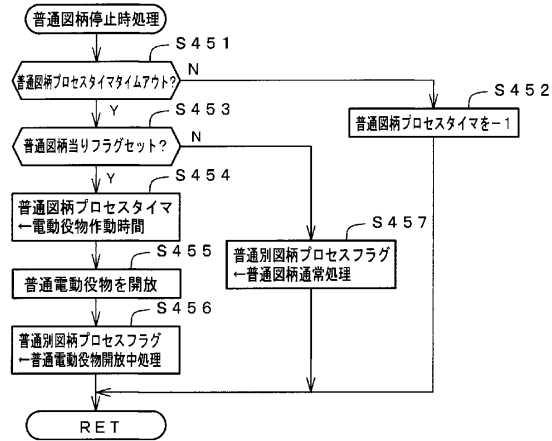 普通図柄停止時処理
S451
普通図柄プロセスタイマタイムアウト?
N
S452
普通図柄プロセスタイマを－1
Y
S453
普通図柄当りフラグセット?
N
Y
S454
普通図柄プロセスタイマ
←電動役物作動時間
S457
普通別図柄プロセスフラグ
←普通図柄通常処理
S455
普通電動役物を開放
S456
普通別図柄プロセスフラグ
←普通電動役物開放中処理
RET